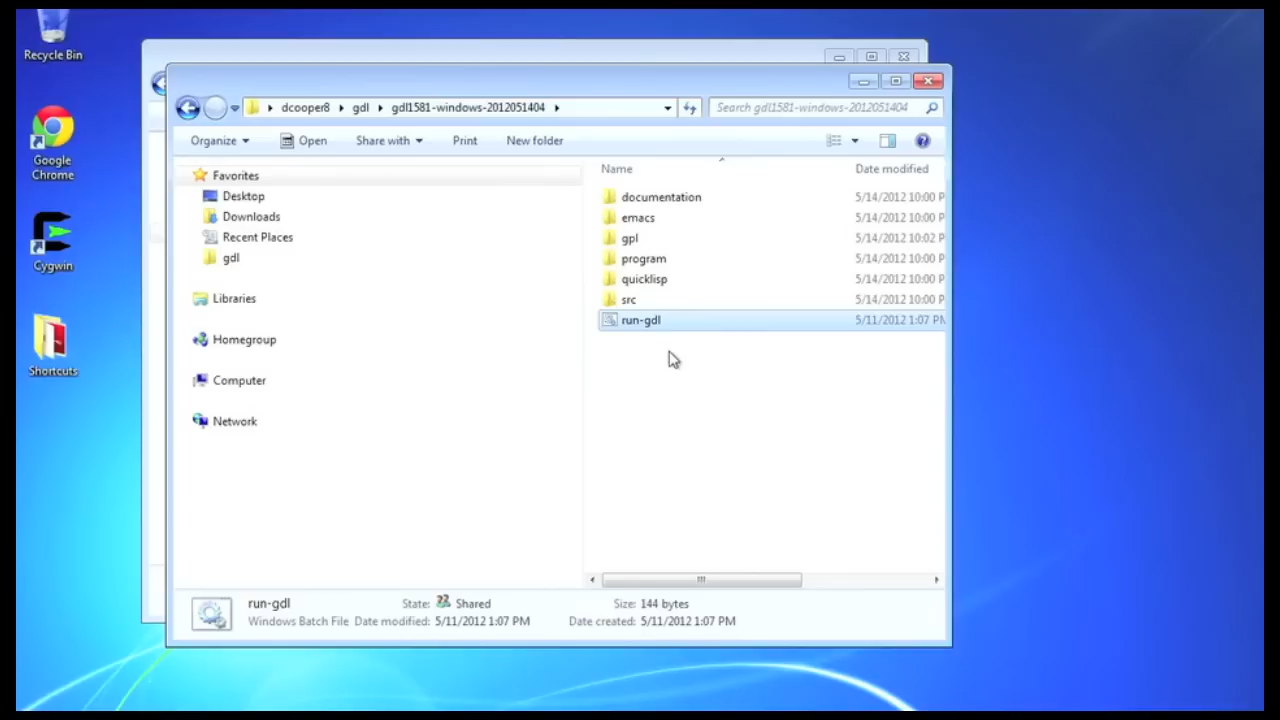 Recycle Bin
Google
Chrome
Cygwin
Shortcuts
dcooper8 gdl gdl1581-windows-2012051404
Search gdl1581-windows-2012051404
Organize Open Share with Print New folder
Favorites
Desktop
Downloads
Recent Places
gdl
Libraries
Homegroup
Computer
Network
Name Date modified
documentation 5/14/2012 10:00 P
emacs 5/14/2012 10:00 P
gpl 5/14/2012 10:02 P
program 5/14/2012 10:00 P
quicklisp 5/14/2012 10:00 P
src 5/14/2012 10:00 P
run-gdl 5/11/2012 1:07 PM
run-gdl State: Shared Size: 144 bytes
Windows Batch File Date modified: 5/11/2012 1:07 PM Date created: 5/11/2012 1:07 PM